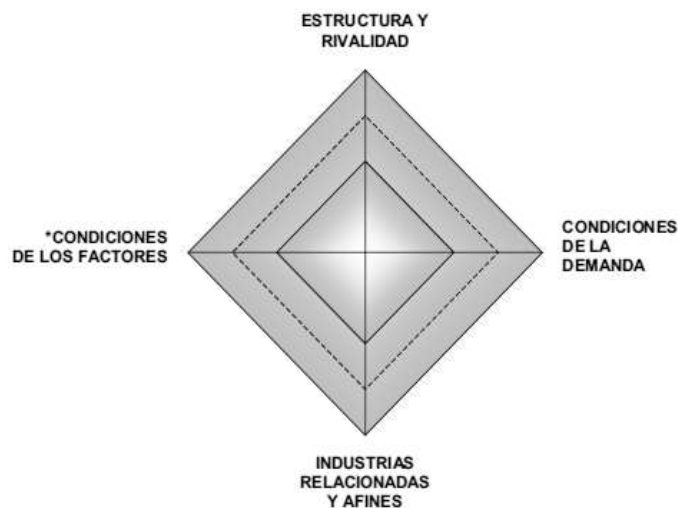 ESTRUCTURA Y
RIVALIDAD
*CONDICIONES
DE LOS FACTORES
CONDICIONES
DE LA
DEMANDA
INDUSTRIAS
RELACIONADAS
Y AFINES